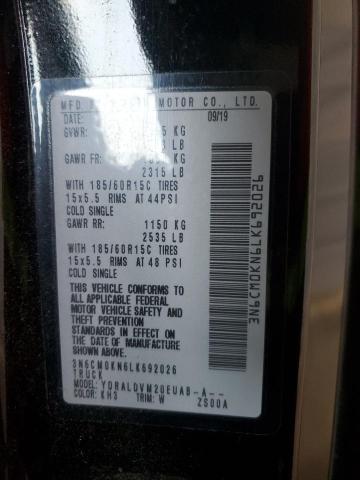 MFD MOTOR CO., LTD.
DATE: 09/19
GVWR: KG
LB
GAWR FR: KG
2315 LB
WITH 185/60R15C TIRES
15x5.5 RIMS AT 44PSI
COLD SINGLE
GAWR RR: 1150 KG
2535 LB
WITH 185/60R15C TIRES
15x5.5 RIMS AT 48 PSI
COLD SINGLE
THIS VEHICLE CONFORMS TO
ALL APPLICABLE FEDERAL
MOTOR VEHICLE SAFETY
AND THEFT PREVENTION
STANDARDS IN EFFECT ON
THE DATE OF MANUFACTURE
SHOWN ABOVE.
3N6CM0KN6LK692026
TRUCK
MODEL: YDRALDVM20EUAB-A--
COLOR: KH3 TRIM: W ZS00A
3N6CM0KN6LK692026